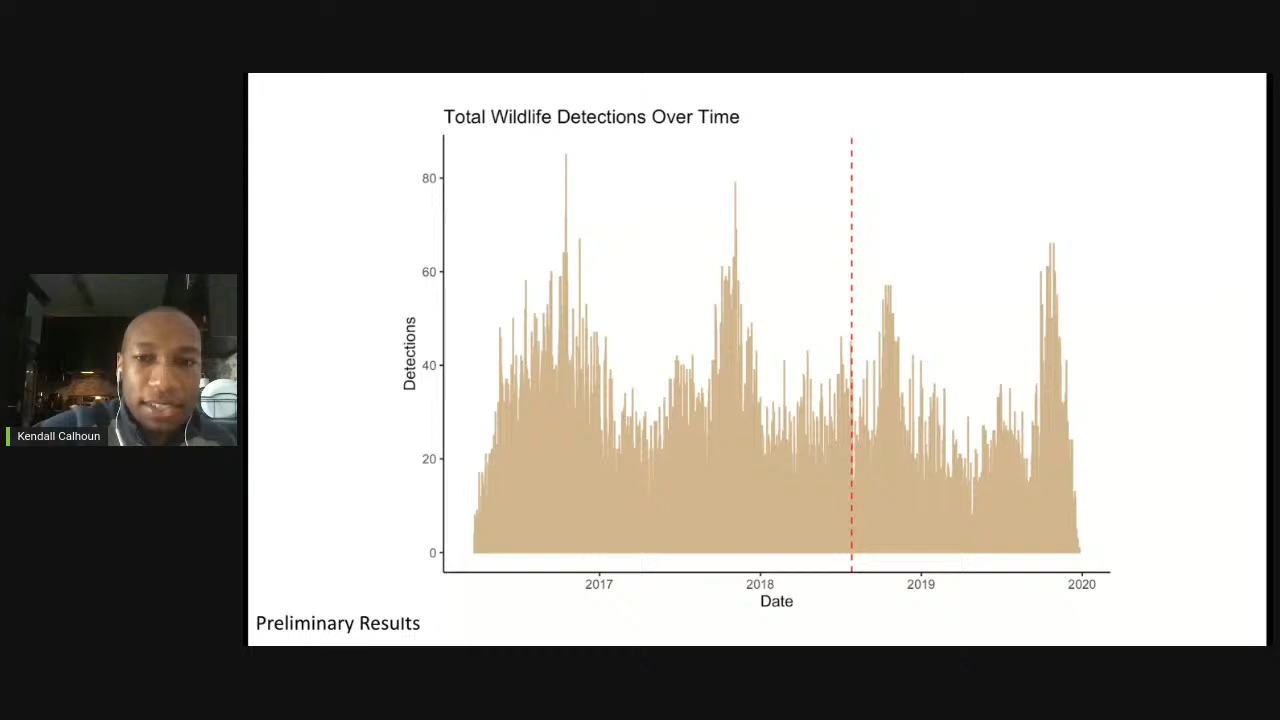 Total Wildlife Detections Over Time
80
60
40
20
0
Detections
2017
2018
2019
2020
Date
Preliminary Results
Kendall Calhoun